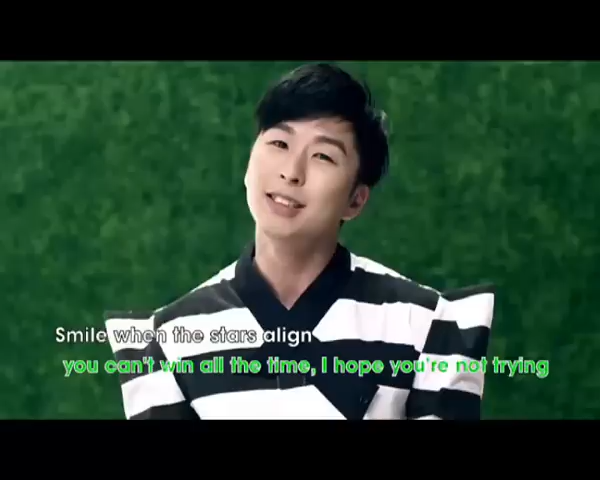 Smile when the stars align
you can't win all the time, I hope you're not trying